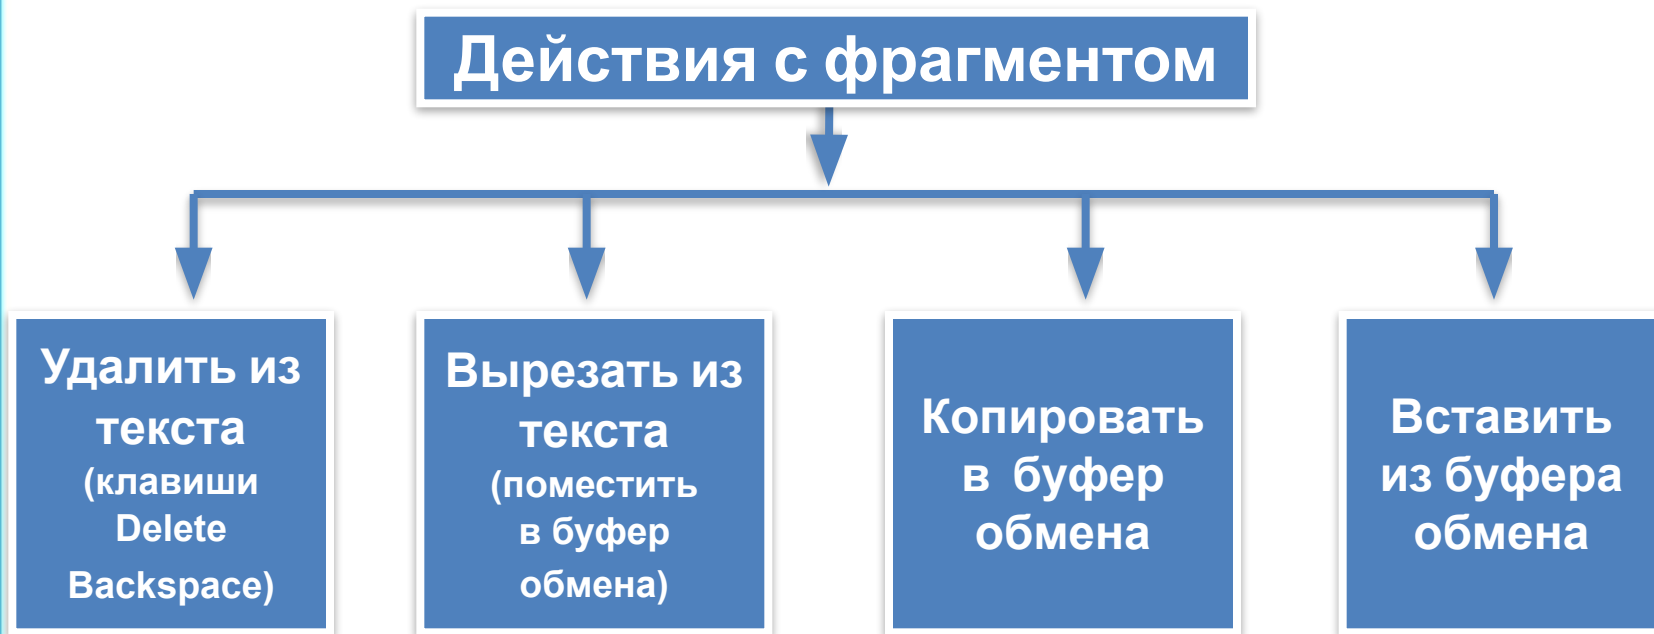 Действия с фрагментом
Удалить из
текста
(клавиши
Delete
Backspace)
Вырезать из
текста
(поместить
в буфер
обмена)
Копировать
в буфер
обмена
Вставить
из буфера
обмена